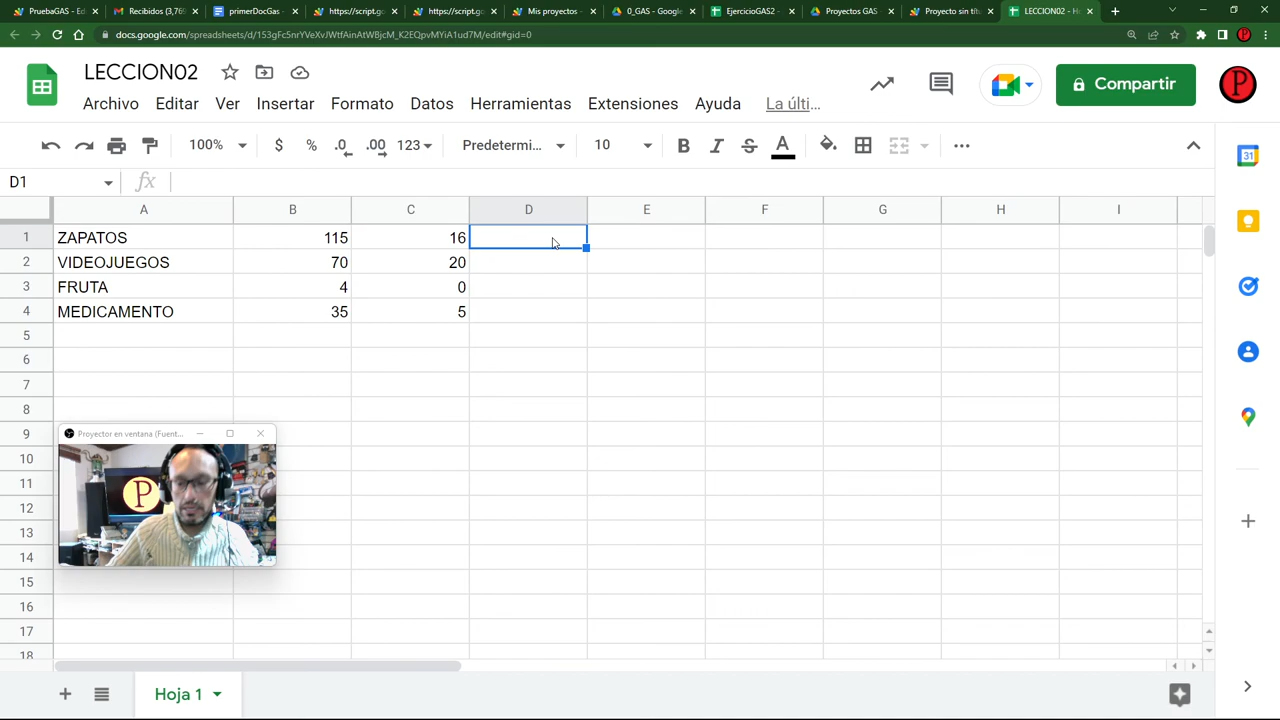 PruebaGAS - Ed
Recibidos (3,76
primerDocGas -
https://script.go
https://script.go
Mis proyectos -
0_GAS - Google
EjercicioGAS2 -
Proyectos GAS
Proyecto sin tít
LECCION02 - H
docs.google.com/spreadsheets/d/153gFc5nrYVeXvJWtfAinAtWBjcM_K2EQpvMYiA1ud7M/edit#gid=0
LECCION02
Archivo Editar Ver Insertar Formato Datos Herramientas Extensiones Ayuda La últi...
Compartir
P
100% $ % .0 .00 123 Predetermi... 10 B I S A
D1 fx
A B C D E F G H I
1 ZAPATOS 115 16
2 VIDEOJUEGOS 70 20
3 FRUTA 4 0
4 MEDICAMENTO 35 5
5
6
7
8
9
10
11
12
13
14
15
16
17
18
Proyector en ventana (Fuent...
P
Hoja 1
31